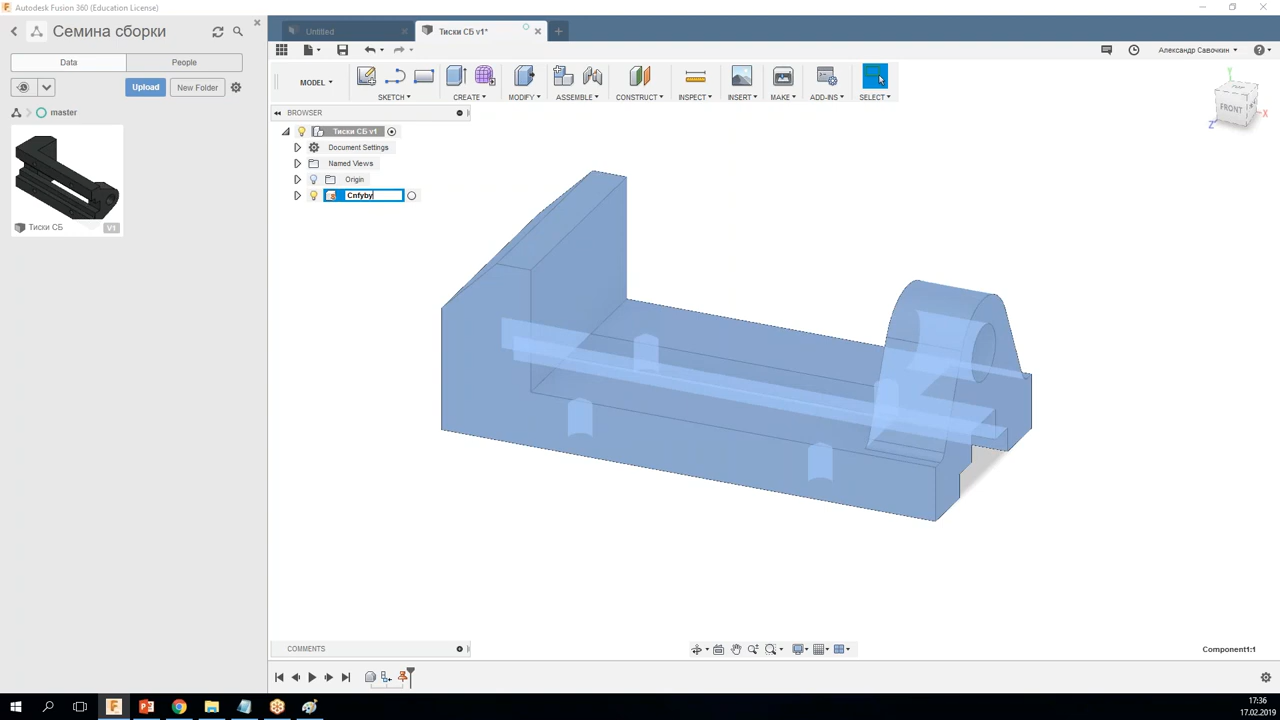 Autodesk Fusion 360 (Education License)
Семина сборки
Data
People
Upload
New Folder
master
Тиски СБ
V1
Untitled
Тиски СБ v1*
Александр Савочкин
MODEL
SKETCH
CREATE
MODIFY
ASSEMBLE
CONSTRUCT
INSPECT
INSERT
MAKE
ADD-INS
SELECT
BROWSER
Тиски СБ v1
Document Settings
Named Views
Origin
Cnfyby
FRONT
X
Y
Z
COMMENTS
Component1:1
17:36
17.02.2019